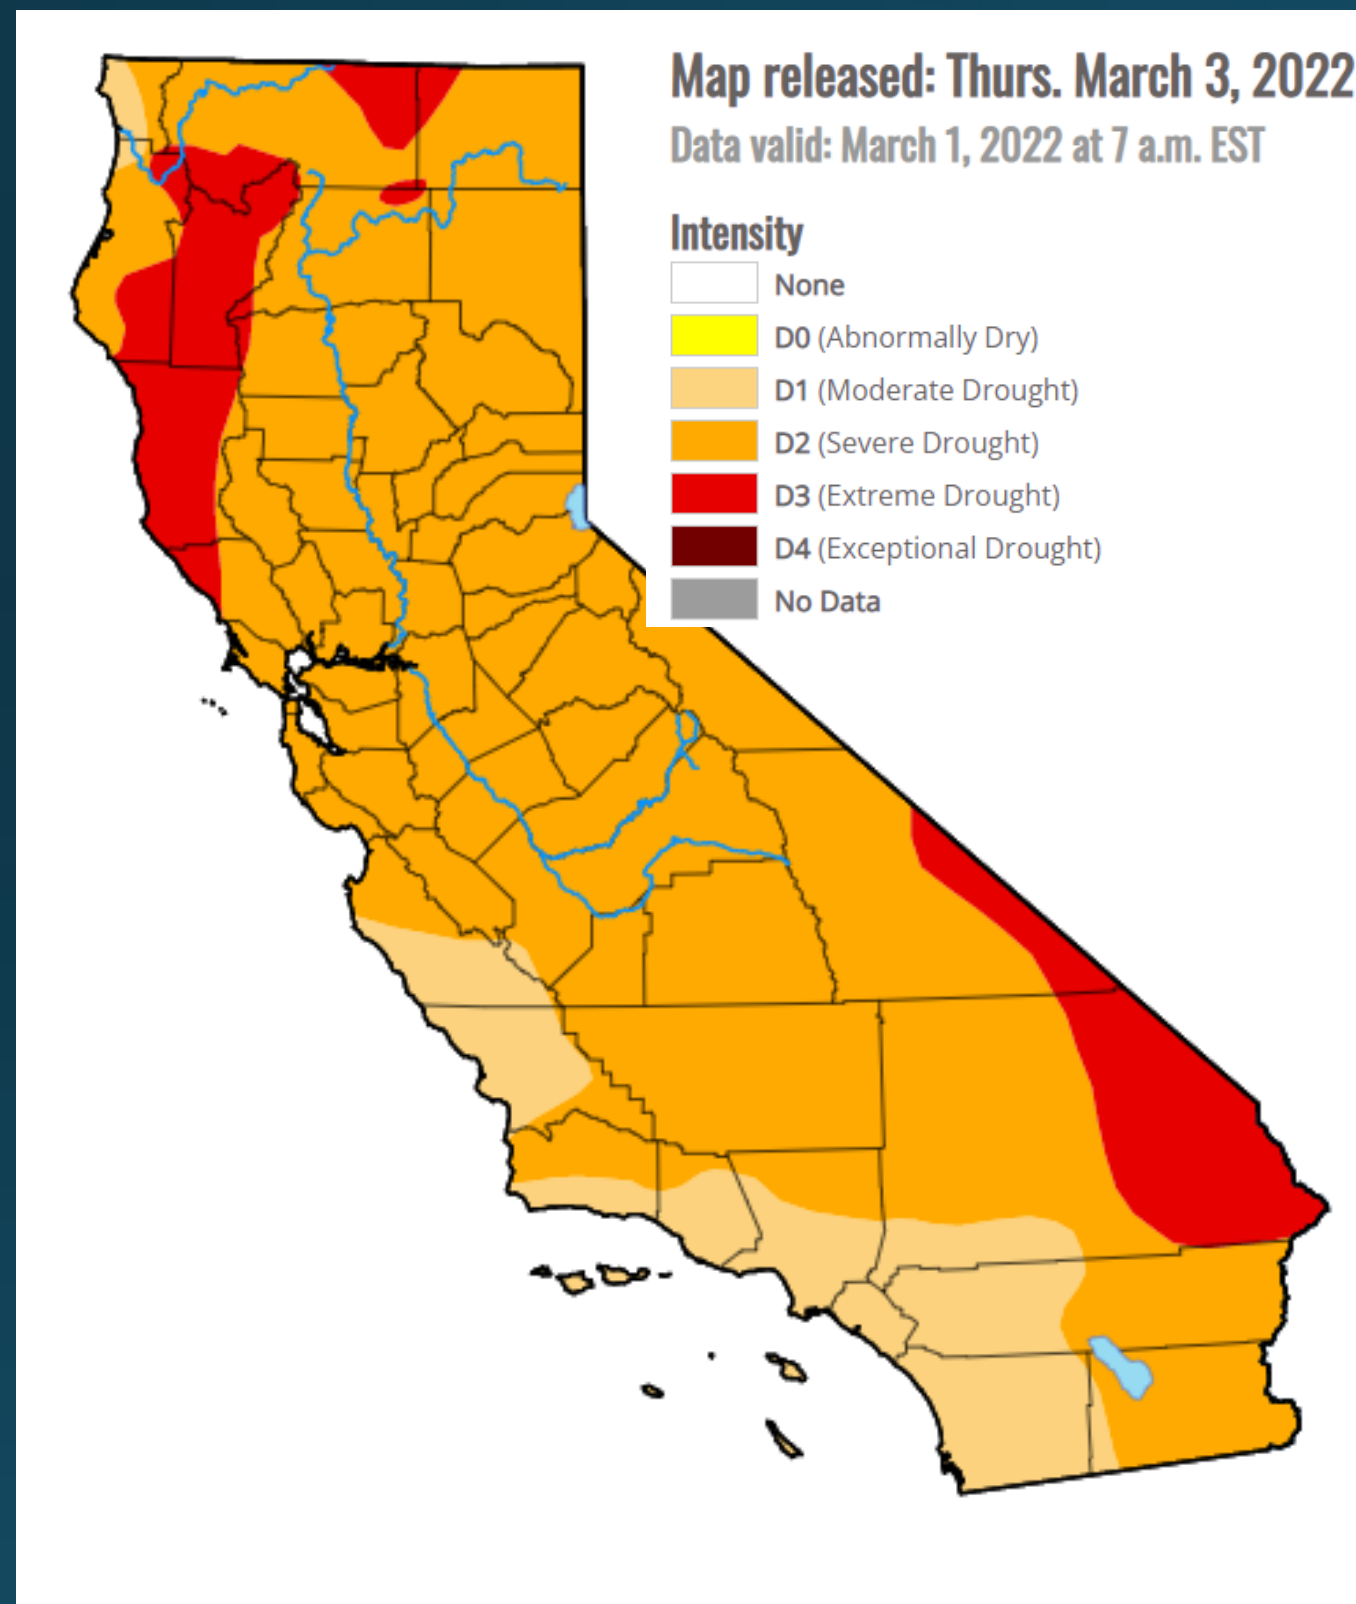 Map released: Thurs. March 3, 2022
Data valid: March 1, 2022 at 7 a.m. EST
Intensity
None
D0 (Abnormally Dry)
D1 (Moderate Drought)
D2 (Severe Drought)
D3 (Extreme Drought)
D4 (Exceptional Drought)
No Data